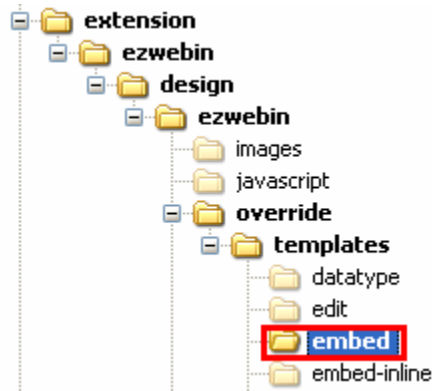 extension
ezwebin
design
ezwebin
images
javascript
override
templates
datatype
edit
embed
embed-inline